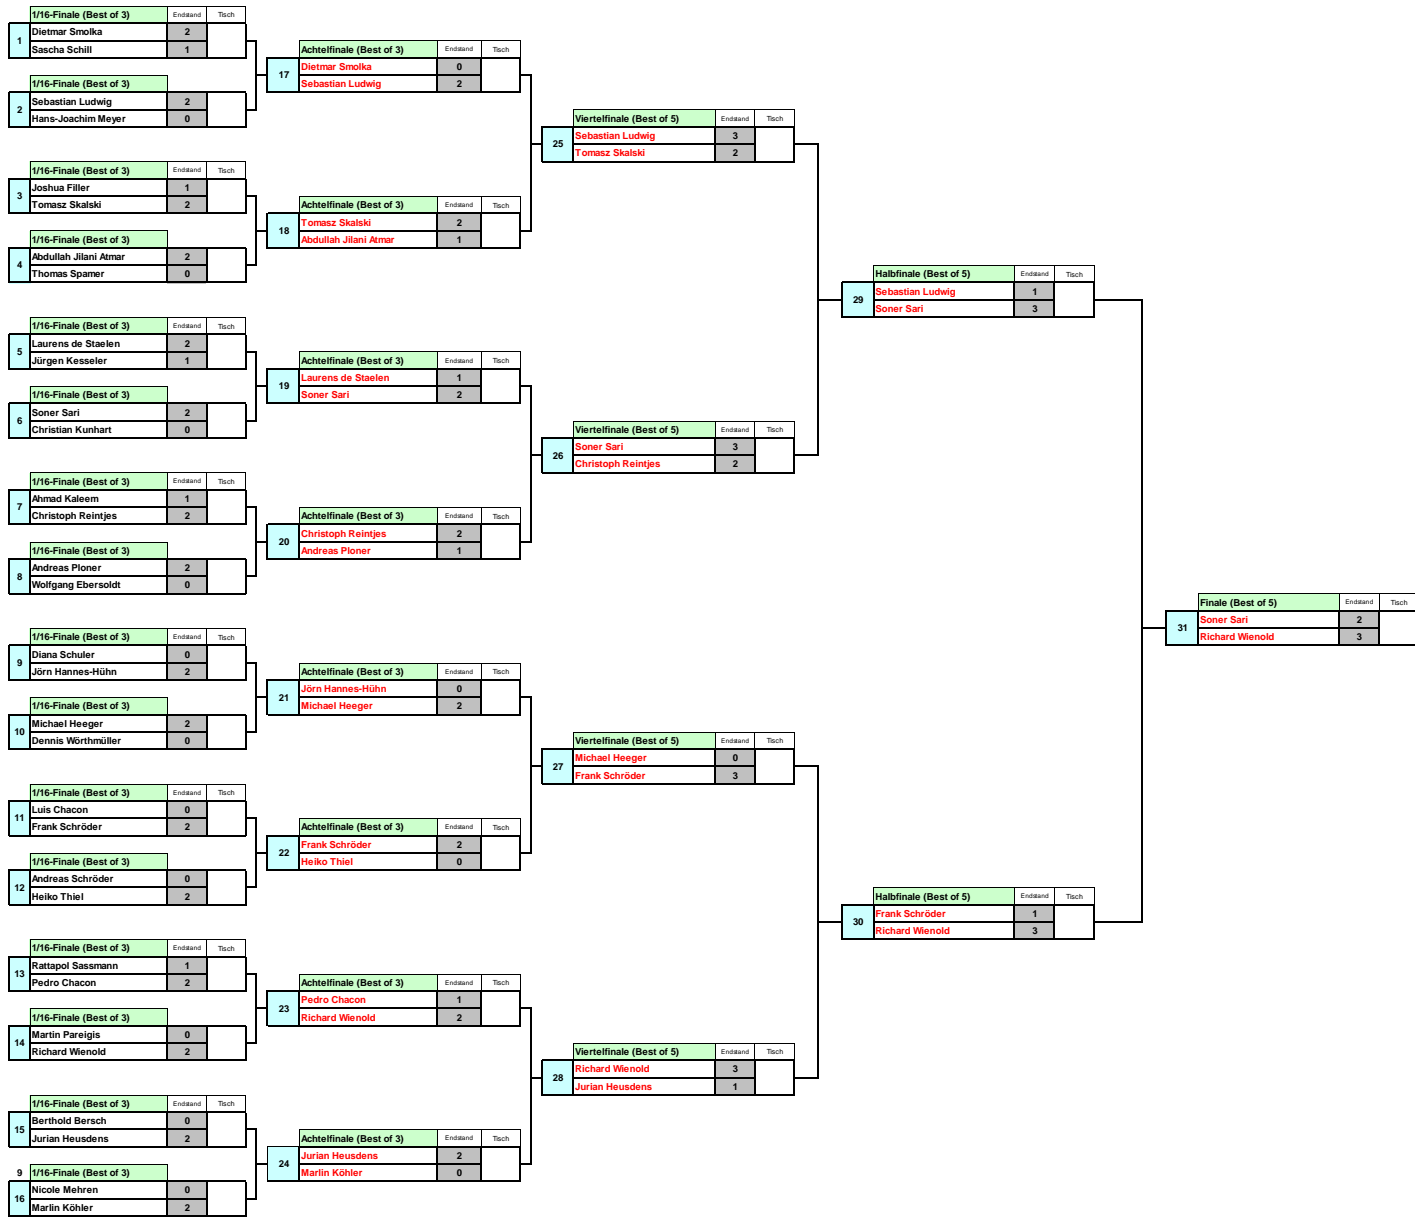 1/16-Finale (Best of 3) Endstand Tisch
1 Dietmar Smolka 2
Sascha Schill 1
1/16-Finale (Best of 3)
2 Sebastian Ludwig 2
Hans-Joachim Meyer 0
1/16-Finale (Best of 3) Endstand Tisch
3 Joshua Filler 1
Tomasz Skalski 2
1/16-Finale (Best of 3)
4 Abdullah Jilani Atmar 2
Thomas Spamer 0
1/16-Finale (Best of 3) Endstand Tisch
5 Laurens de Staelen 2
Jürgen Kesseler 1
1/16-Finale (Best of 3)
6 Soner Sari 2
Christian Kunhart 0
1/16-Finale (Best of 3) Endstand Tisch
7 Ahmad Kaleem 1
Christoph Reintjes 2
1/16-Finale (Best of 3)
8 Andreas Ploner 2
Wolfgang Ebersoldt 0
1/16-Finale (Best of 3) Endstand Tisch
9 Diana Schuler 0
Jörn Hannes-Hühn 2
1/16-Finale (Best of 3)
10 Michael Heeger 2
Dennis Wörthmüller 0
1/16-Finale (Best of 3) Endstand Tisch
11 Luis Chacon 0
Frank Schröder 2
1/16-Finale (Best of 3)
12 Andreas Schröder 0
Heiko Thiel 2
1/16-Finale (Best of 3) Endstand Tisch
13 Rattapol Sassmann 1
Pedro Chacon 2
1/16-Finale (Best of 3)
14 Martin Pareigis 0
Richard Wienold 2
1/16-Finale (Best of 3) Endstand Tisch
15 Berthold Bersch 0
Jurian Heusdens 2
9 1/16-Finale (Best of 3)
16 Nicole Mehren 0
Marlin Köhler 2
Achtelfinale (Best of 3) Endstand Tisch
17 Dietmar Smolka 0
Sebastian Ludwig 2
Achtelfinale (Best of 3) Endstand Tisch
18 Tomasz Skalski 2
Abdullah Jilani Atmar 1
Achtelfinale (Best of 3) Endstand Tisch
19 Laurens de Staelen 1
Soner Sari 2
Achtelfinale (Best of 3) Endstand Tisch
20 Christoph Reintjes 2
Andreas Ploner 1
Achtelfinale (Best of 3) Endstand Tisch
21 Jörn Hannes-Hühn 0
Michael Heeger 2
Achtelfinale (Best of 3) Endstand Tisch
22 Frank Schröder 2
Heiko Thiel 0
Achtelfinale (Best of 3) Endstand Tisch
23 Pedro Chacon 1
Richard Wienold 2
Achtelfinale (Best of 3) Endstand Tisch
24 Jurian Heusdens 2
Marlin Köhler 0
Viertelfinale (Best of 5) Endstand Tisch
25 Sebastian Ludwig 3
Tomasz Skalski 2
Viertelfinale (Best of 5) Endstand Tisch
26 Soner Sari 3
Christoph Reintjes 2
Viertelfinale (Best of 5) Endstand Tisch
27 Michael Heeger 0
Frank Schröder 3
Viertelfinale (Best of 5) Endstand Tisch
28 Richard Wienold 3
Jurian Heusdens 1
Halbfinale (Best of 5) Endstand Tisch
29 Sebastian Ludwig 1
Soner Sari 3
Halbfinale (Best of 5) Endstand Tisch
30 Frank Schröder 1
Richard Wienold 3
Finale (Best of 5) Endstand Tisch
31 Soner Sari 2
Richard Wienold 3